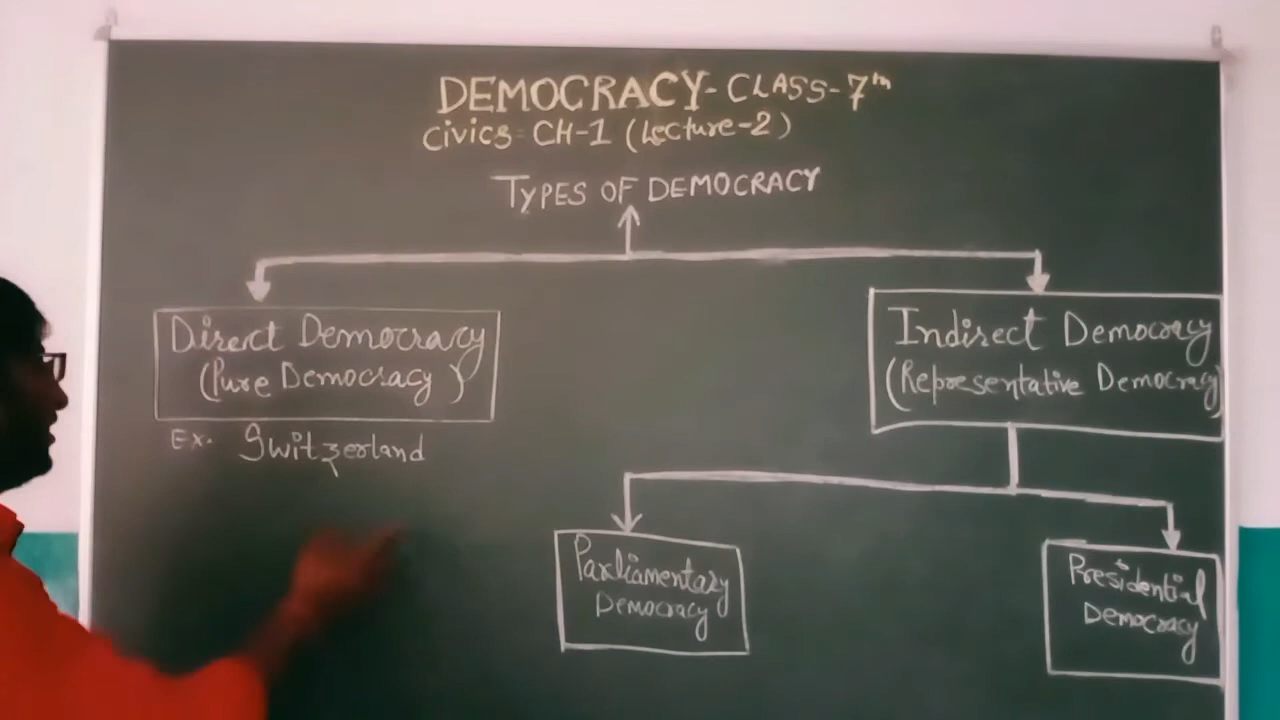 DEMOCRACY-CLASS-7th
Civics = CH-1 (Lecture-2)
TYPES OF DEMOCRACY
Direct Democracy
(Pure Democracy)
Ex. Switzerland
Indirect Democracy
(Representative Democracy)
Parliamentary
Democracy
Presidential
Democracy